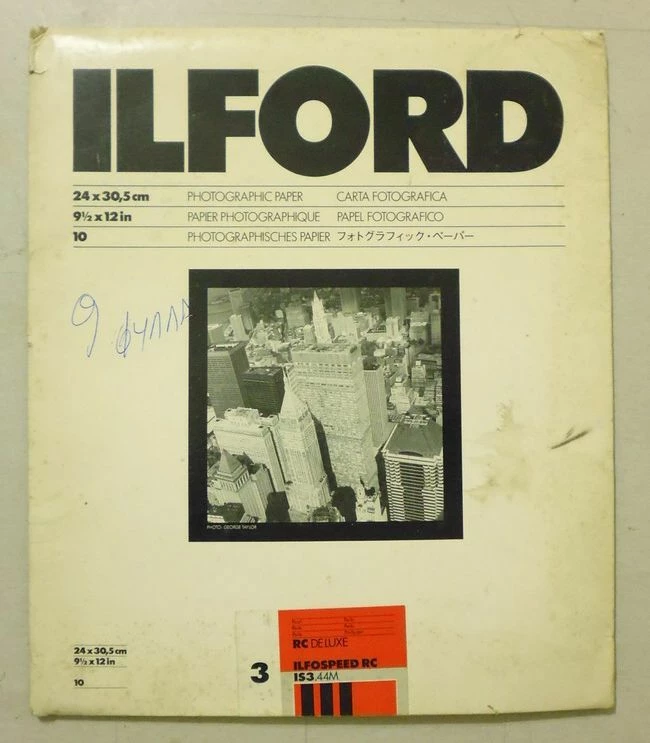 ILFORD
24 x 30,5 cm PHOTOGRAPHIC PAPER CARTA FOTOGRAFICA
9½ x 12 in PAPIER PHOTOGRAPHIQUE PAPEL FOTOGRAFICO
10 PHOTOGRAPHISCHES PAPIER フォトグラフィック・ペーパー
9 φύλλα
PHOTO: GEORGE TAYLOR
24 x 30,5 cm
9½ x 12 in
10
3
RC DELUXE
ILFOSPEED RC
IS3.44M